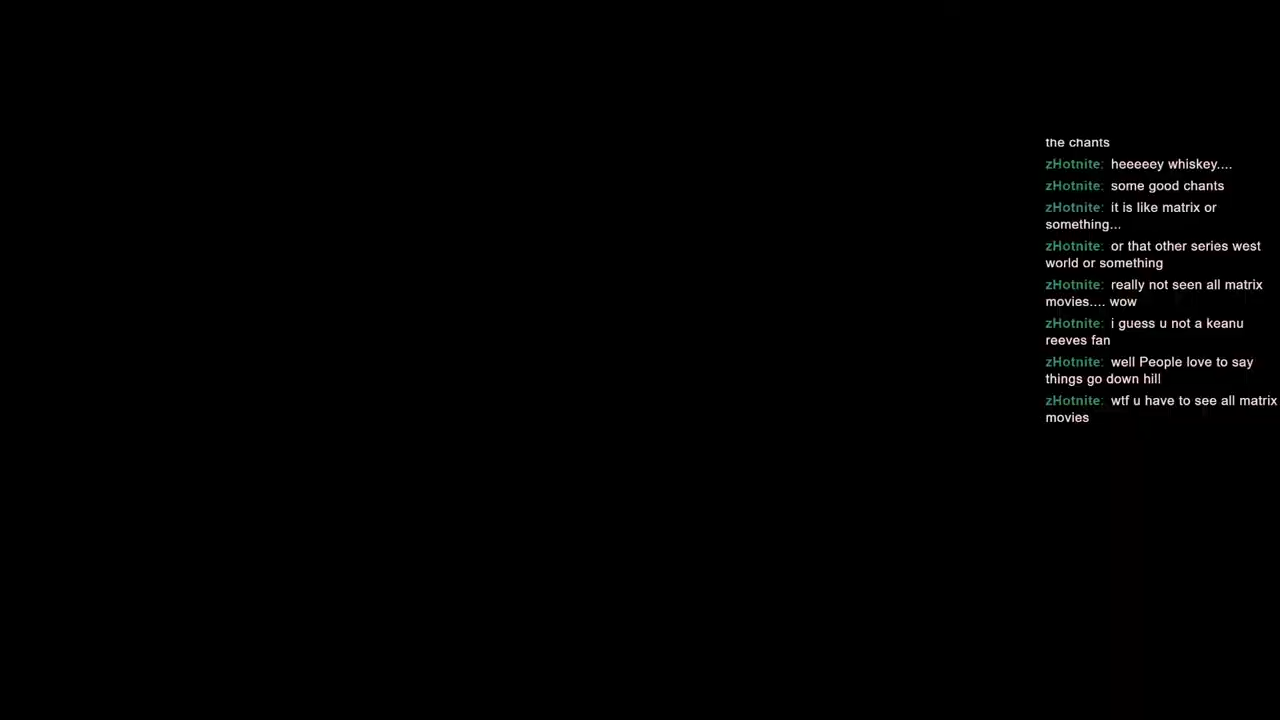 the chants
zHotnite: heeeeey whiskey....
zHotnite: some good chants
zHotnite: it is like matrix or
something...
zHotnite: or that other series west
world or something
zHotnite: really not seen all matrix
movies.... wow
zHotnite: i guess u not a keanu
reeves fan
zHotnite: well People love to say
things go down hill
zHotnite: wtf u have to see all matrix
movies